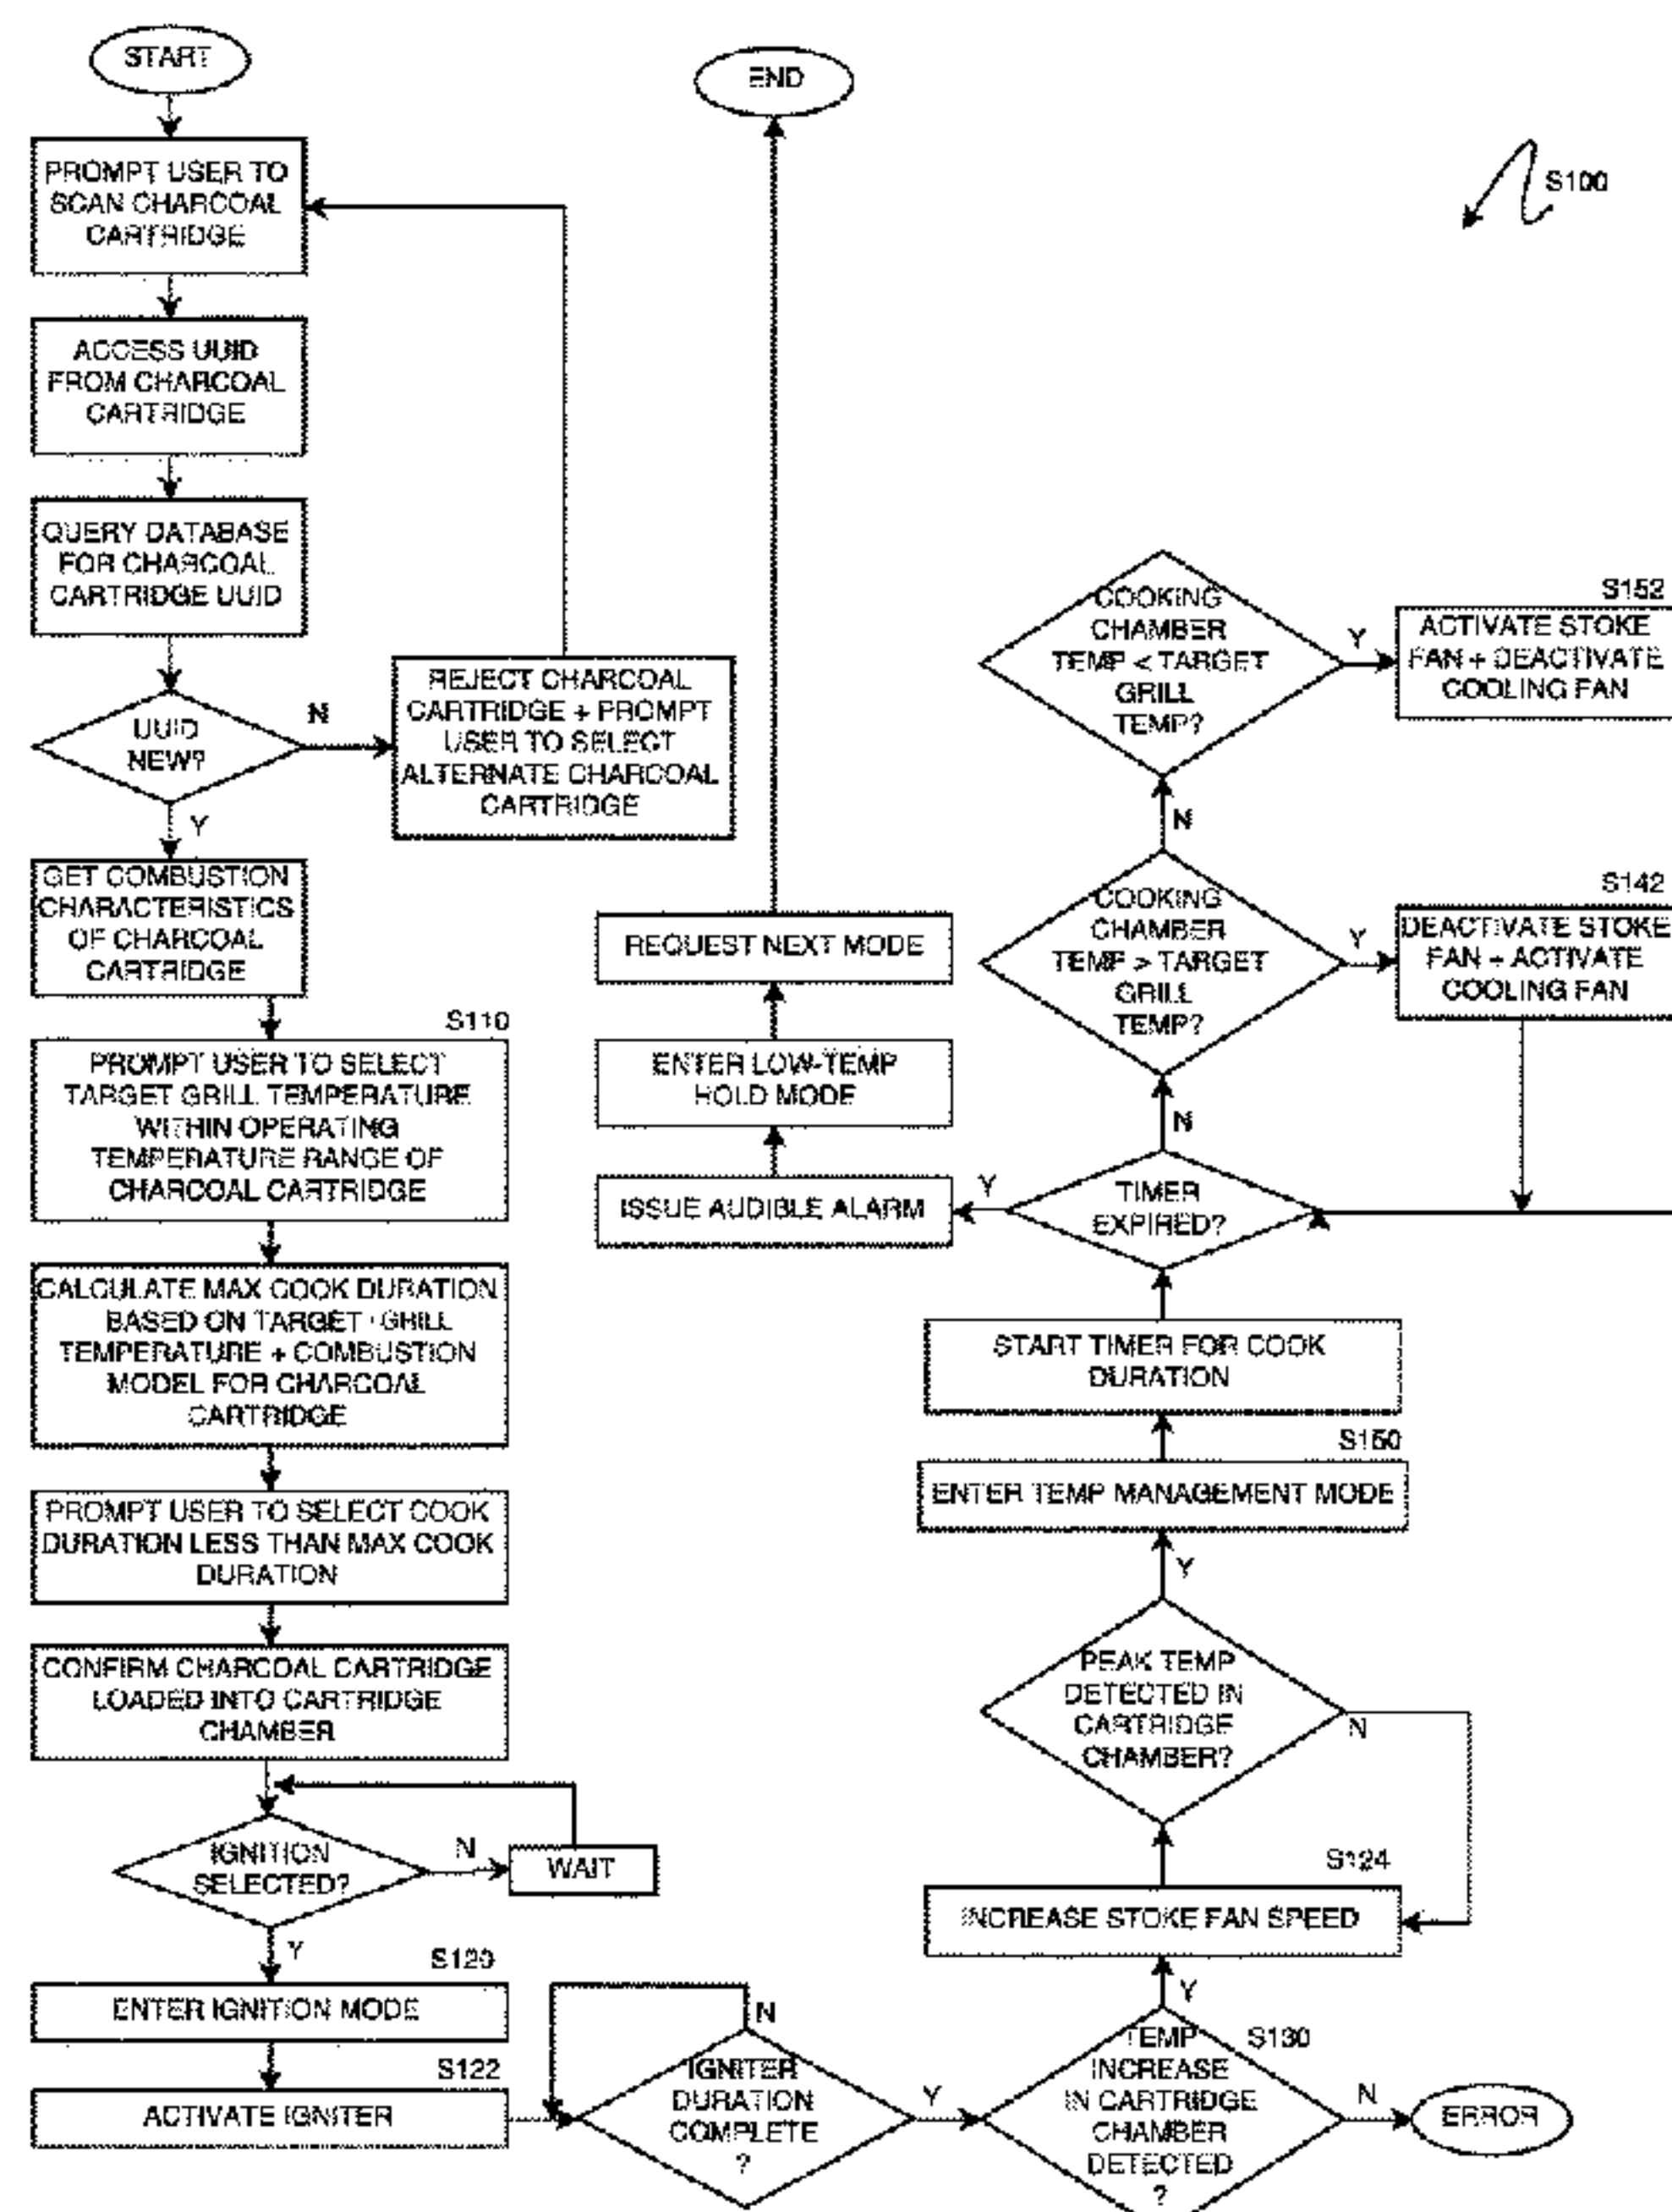 START
PROMPT USER TO
SCAN CHARCOAL
CARTRIDGE
ACCESS UUID
FROM CHARCOAL
CARTRIDGE
QUERY DATABASE
FOR CHARCOAL
CARTRIDGE UUID
UUID
NEW?
N
REJECT CHARCOAL
CARTRIDGE + PROMPT
USER TO SELECT
ALTERNATE CHARCOAL
CARTRIDGE
Y
GET COMBUSTION
CHARACTERISTICS
OF CHARCOAL
CARTRIDGE
S110
PROMPT USER TO SELECT
TARGET GRILL TEMPERATURE
WITHIN OPERATING
TEMPERATURE RANGE OF
CHARCOAL CARTRIDGE
CALCULATE MAX COOK DURATION
BASED ON TARGET GRILL
TEMPERATURE + COMBUSTION
MODEL FOR CHARCOAL
CARTRIDGE
PROMPT USER TO SELECT COOK
DURATION LESS THAN MAX COOK
DURATION
CONFIRM CHARCOAL CARTRIDGE
LOADED INTO CARTRIDGE
CHAMBER
IGNITION
SELECTED?
N
WAIT
Y
S120
ENTER IGNITION MODE
S122
ACTIVATE IGNITER
IGNITER
DURATION
COMPLETE
?
N
Y
TEMP
INCREASE
IN CARTRIDGE
CHAMBER
DETECTED
?
S130
N
ERROR
Y
S124
INCREASE STOKE FAN SPEED
PEAK TEMP
DETECTED IN
CARTRIDGE
CHAMBER?
N
Y
ENTER TEMP MANAGEMENT MODE
S150
START TIMER FOR COOK
DURATION
TIMER
EXPIRED?
Y
ISSUE AUDIBLE ALARM
ENTER LOW-TEMP
HOLD MODE
REQUEST NEXT MODE
END
N
COOKING
CHAMBER
TEMP > TARGET
GRILL
TEMP?
Y
S142
DEACTIVATE STOKE
FAN + ACTIVATE
COOLING FAN
N
COOKING
CHAMBER
TEMP < TARGET
GRILL
TEMP?
Y
S152
ACTIVATE STOKE
FAN + DEACTIVATE
COOLING FAN
S100